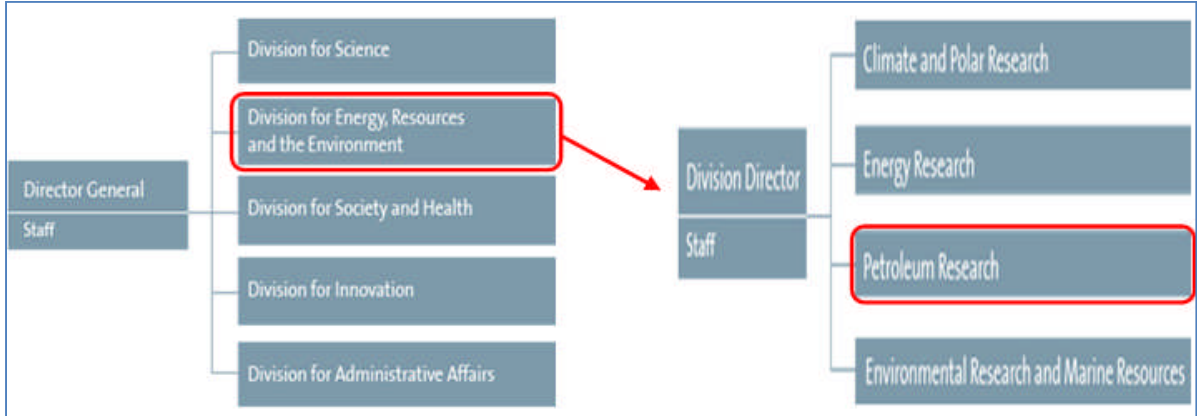 Director General
Staff
Division for Science
Division for Energy, Resources
and the Environment
Division for Society and Health
Division for Innovation
Division for Administrative Affairs
Division Director
Staff
Climate and Polar Research
Energy Research
Petroleum Research
Environmental Research and Marine Resources